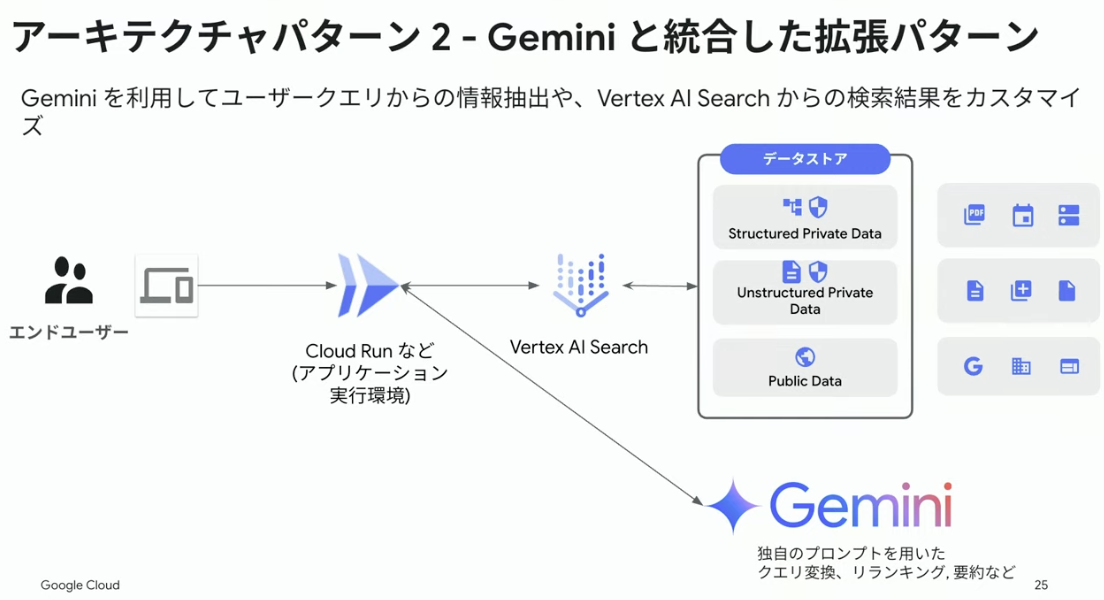 アーキテクチャパターン 2 - Gemini と統合した拡張パターン
Gemini を利用してユーザークエリからの情報抽出や、Vertex AI Search からの検索結果をカスタマイ
ズ
データストア
Structured Private Data
PDF
Unstructured Private
Data
Public Data
G
エンドユーザー
Cloud Run など
(アプリケーション
実行環境)
Vertex AI Search
Gemini
独自のプロンプトを用いた
クエリ変換、リランキング, 要約など
Google Cloud
25